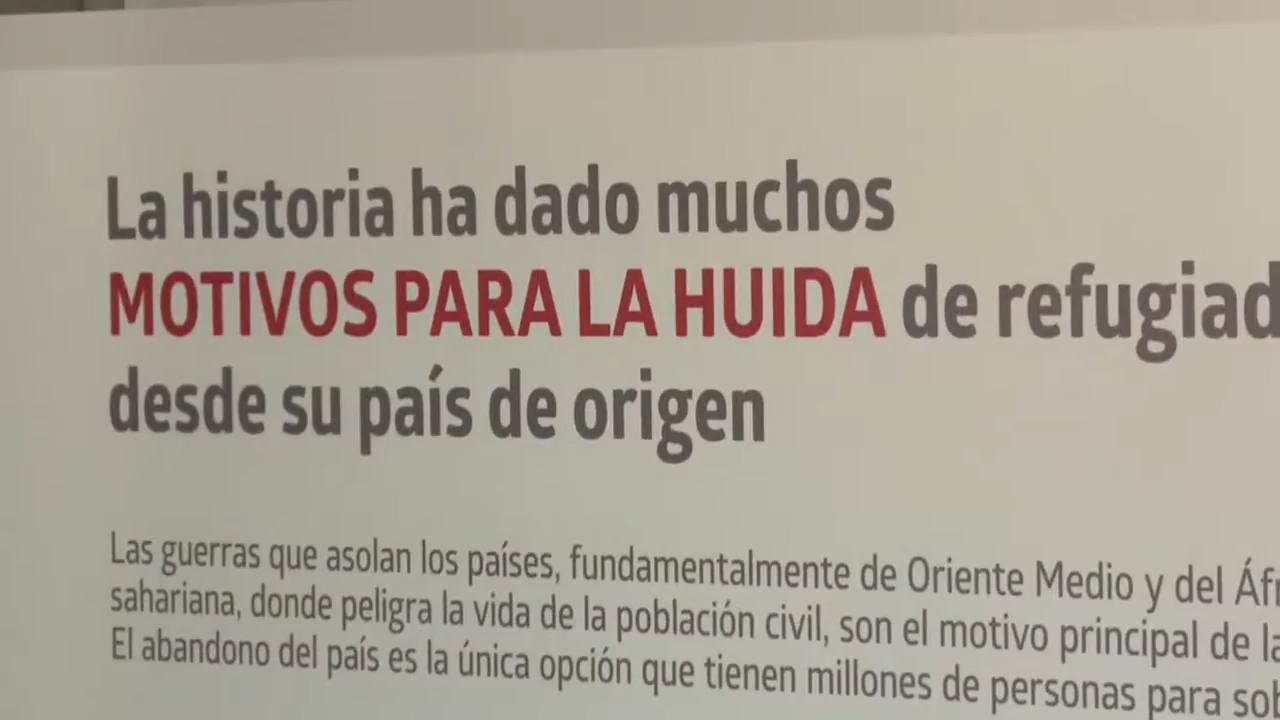 La historia ha dado muchos
MOTIVOS PARA LA HUIDA de refugiad
desde su país de origen
Las guerras que asolan los países, fundamentalmente de Oriente Medio y del Áf
sahariana, donde peligra la vida de la población civil, son el motivo principal de la
El abandono del país es la única opción que tienen millones de personas para sob